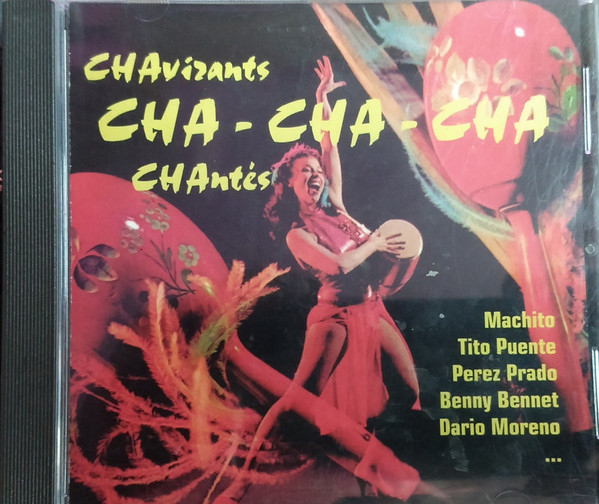 CHAvirants
CHA - CHA - CHA
CHAntés
Machito
Tito Puente
Perez Prado
Benny Bennet
Dario Moreno
...